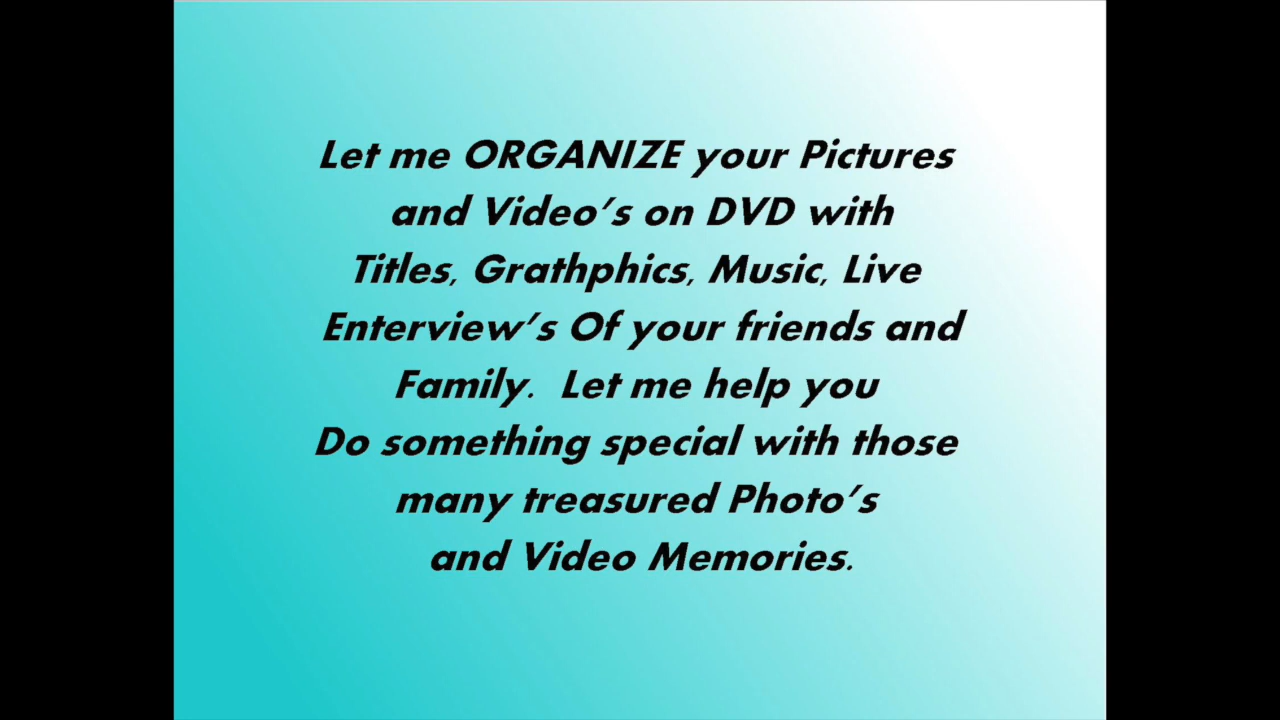 Let me ORGANIZE your Pictures
and Video's on DVD with
Titles, Grathphics, Music, Live
Enterview's Of your friends and
Family.  Let me help you
Do something special with those
many treasured Photo's
and Video Memories.